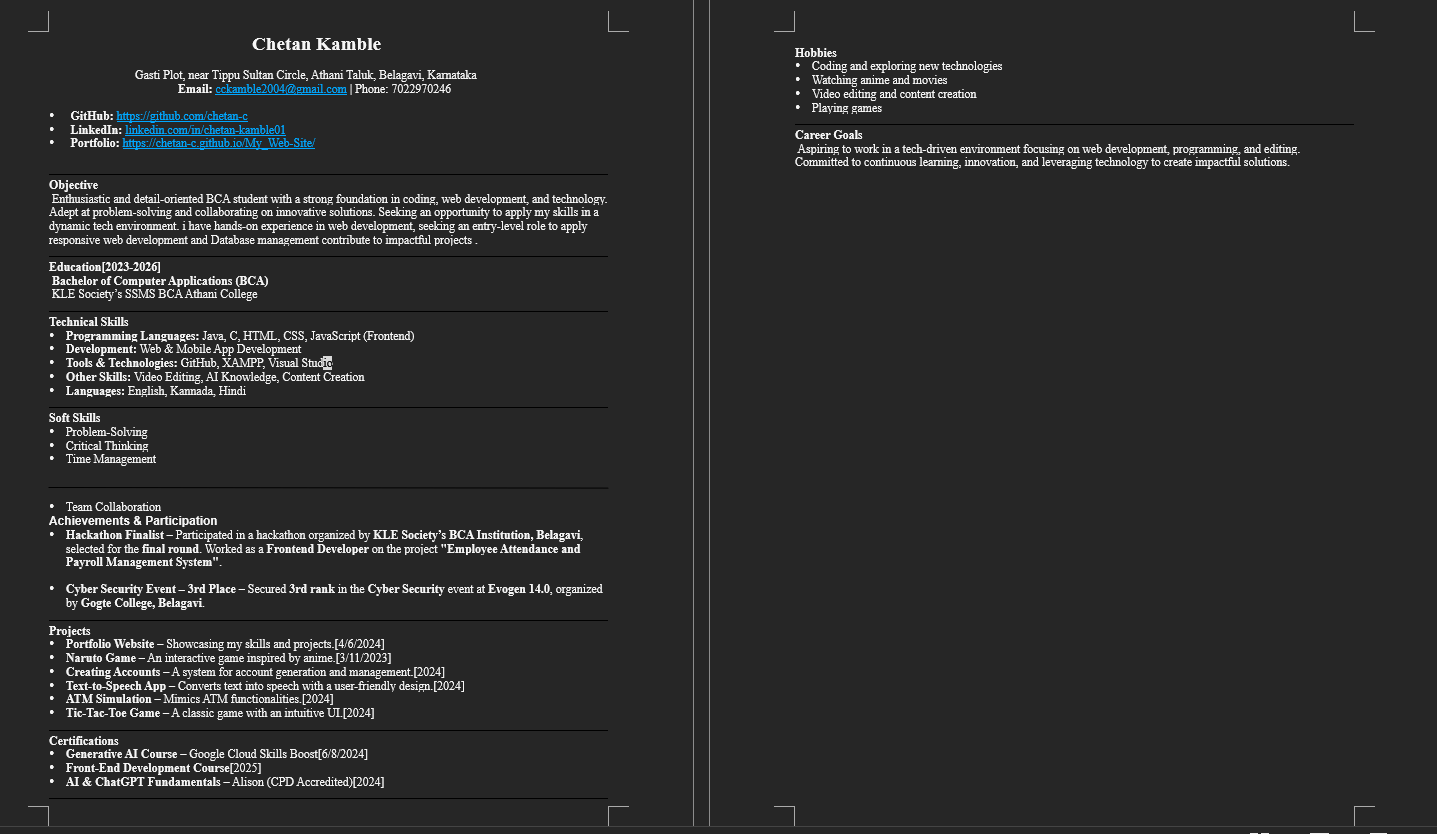 Chetan Kamble
Gasti Plot, near Tippu Sultan Circle, Athani Taluk, Belagavi, Karnataka
Email: cckamble2004@gmail.com | Phone: 7022970246
• GitHub: https://github.com/chetan-c
• LinkedIn: linkedin.com/in/chetan-kamble01
• Portfolio: https://chetan-c.github.io/My_Web-Site/
Objective
Enthusiastic and detail-oriented BCA student with a strong foundation in coding, web development, and technology.
Adept at problem-solving and collaborating on innovative solutions. Seeking an opportunity to apply my skills in a
dynamic tech environment. i have hands-on experience in web development, seeking an entry-level role to apply
responsive web development and Database management contribute to impactful projects .
Education[2023-2026]
Bachelor of Computer Applications (BCA)
KLE Society’s SSMS BCA Athani College
Technical Skills
• Programming Languages: Java, C, HTML, CSS, JavaScript (Frontend)
• Development: Web & Mobile App Development
• Tools & Technologies: GitHub, XAMPP, Visual Studio
• Other Skills: Video Editing, AI Knowledge, Content Creation
• Languages: English, Kannada, Hindi
Soft Skills
• Problem-Solving
• Critical Thinking
• Time Management
• Team Collaboration
Achievements & Participation
• Hackathon Finalist – Participated in a hackathon organized by KLE Society’s BCA Institution, Belagavi,
selected for the final round. Worked as a Frontend Developer on the project "Employee Attendance and
Payroll Management System".
• Cyber Security Event – 3rd Place – Secured 3rd rank in the Cyber Security event at Evogen 14.0, organized
by Gogte College, Belagavi.
Projects
• Portfolio Website – Showcasing my skills and projects.[4/6/2024]
• Naruto Game – An interactive game inspired by anime.[3/11/2023]
• Creating Accounts – A system for account generation and management.[2024]
• Text-to-Speech App – Converts text into speech with a user-friendly design.[2024]
• ATM Simulation – Mimics ATM functionalities.[2024]
• Tic-Tac-Toe Game – A classic game with an intuitive UI.[2024]
Certifications
• Generative AI Course – Google Cloud Skills Boost[6/8/2024]
• Front-End Development Course[2025]
• AI & ChatGPT Fundamentals – Alison (CPD Accredited)[2024]
Hobbies
• Coding and exploring new technologies
• Watching anime and movies
• Video editing and content creation
• Playing games
Career Goals
Aspiring to work in a tech-driven environment focusing on web development, programming, and editing.
Committed to continuous learning, innovation, and leveraging technology to create impactful solutions.